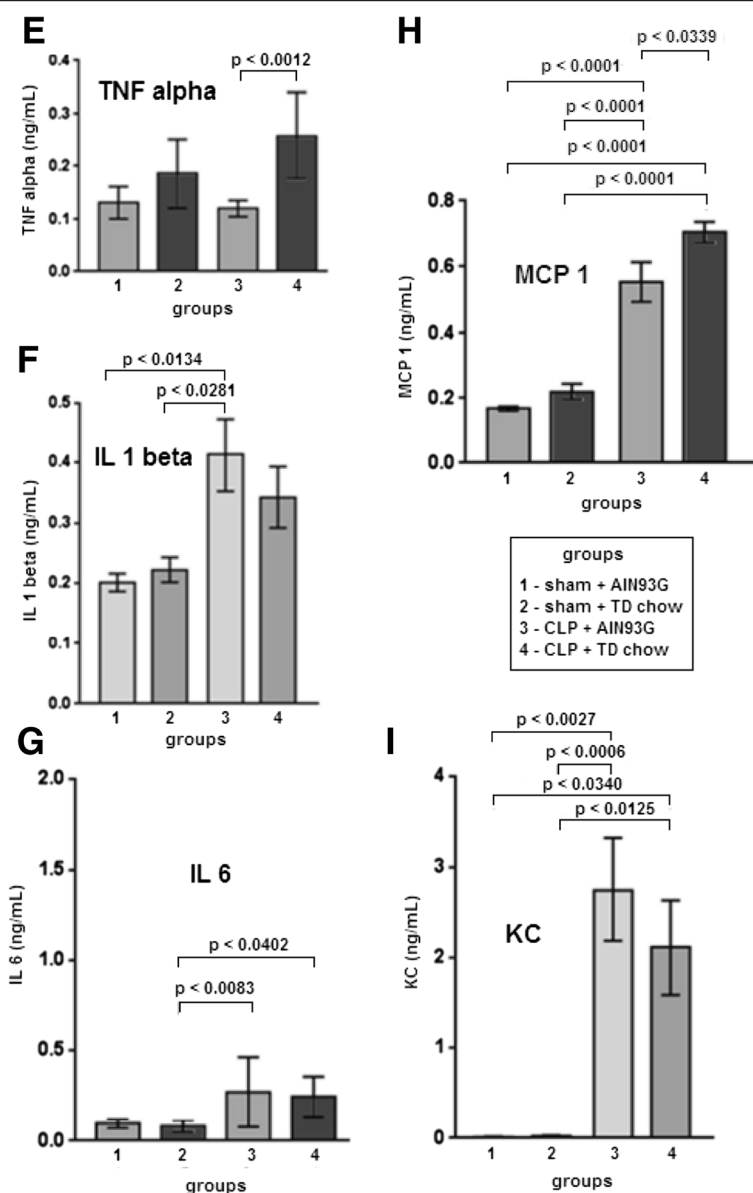 E
TNF alpha
p < 0.0012
TNF alpha (ng/mL)
0.4
0.3
0.2
0.1
0.0
1 2 3 4
groups
F
p < 0.0134
p < 0.0281
IL 1 beta
IL 1 beta (ng/mL)
0.5
0.4
0.3
0.2
0.1
0.0
1 2 3 4
groups
G
IL 6
p < 0.0402
p < 0.0083
IL 6 (ng/mL)
2.0
1.5
1.0
0.5
0.0
1 2 3 4
groups
H
p < 0.0339
p < 0.0001
p < 0.0001
p < 0.0001
p < 0.0001
MCP 1
MCP 1 (ng/mL)
0.8
0.6
0.4
0.2
0.0
1 2 3 4
groups
groups
1 - sham + AIN93G
2 - sham + TD chow
3 - CLP + AIN93G
4 - CLP + TD chow
I
p < 0.0027
p < 0.0006
p < 0.0340
p < 0.0125
KC
KC (ng/mL)
4
3
2
1
0
1 2 3 4
groups